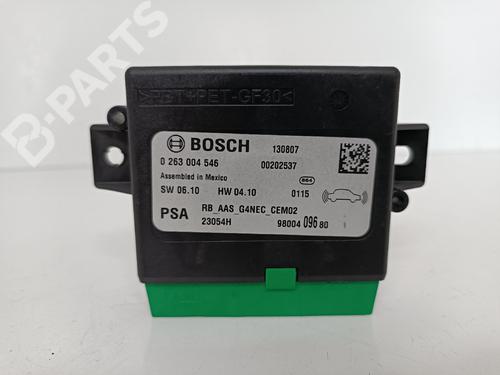 B-PARTS
>PBT+PET-GF30<
BOSCH 130807
0 263 004 546 00202537
Assembled in Mexico 864
SW 06.10 HW 04.10 0115
RB_AAS_G4NEC_CEM02
PSA 23054H 98004 096 80